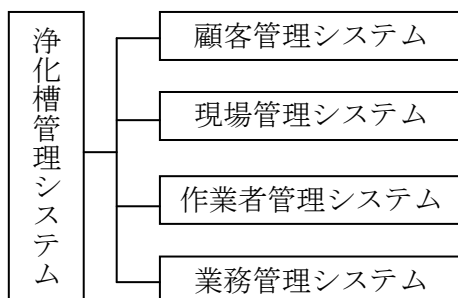 浄化槽管理システム
顧客管理システム
現場管理システム
作業者管理システム
業務管理システム